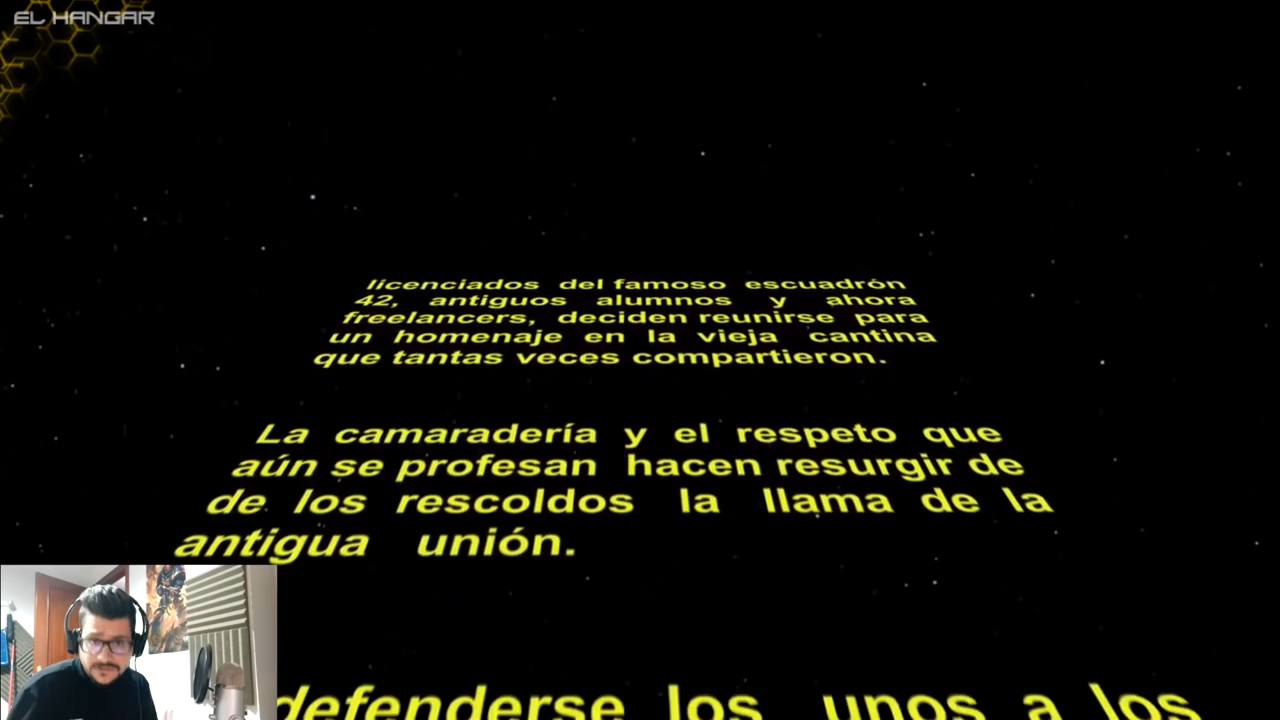 EL HANGAR
licenciados del famoso escuadrón
42, antiguos alumnos y ahora
freelancers, deciden reunirse para
un homenaje en la vieja cantina
que tantas veces compartieron.
La camaradería y el respeto que
aún se profesan hacen resurgir de
de los rescoldos la llama de la
antigua unión.
defenderse los unos a los